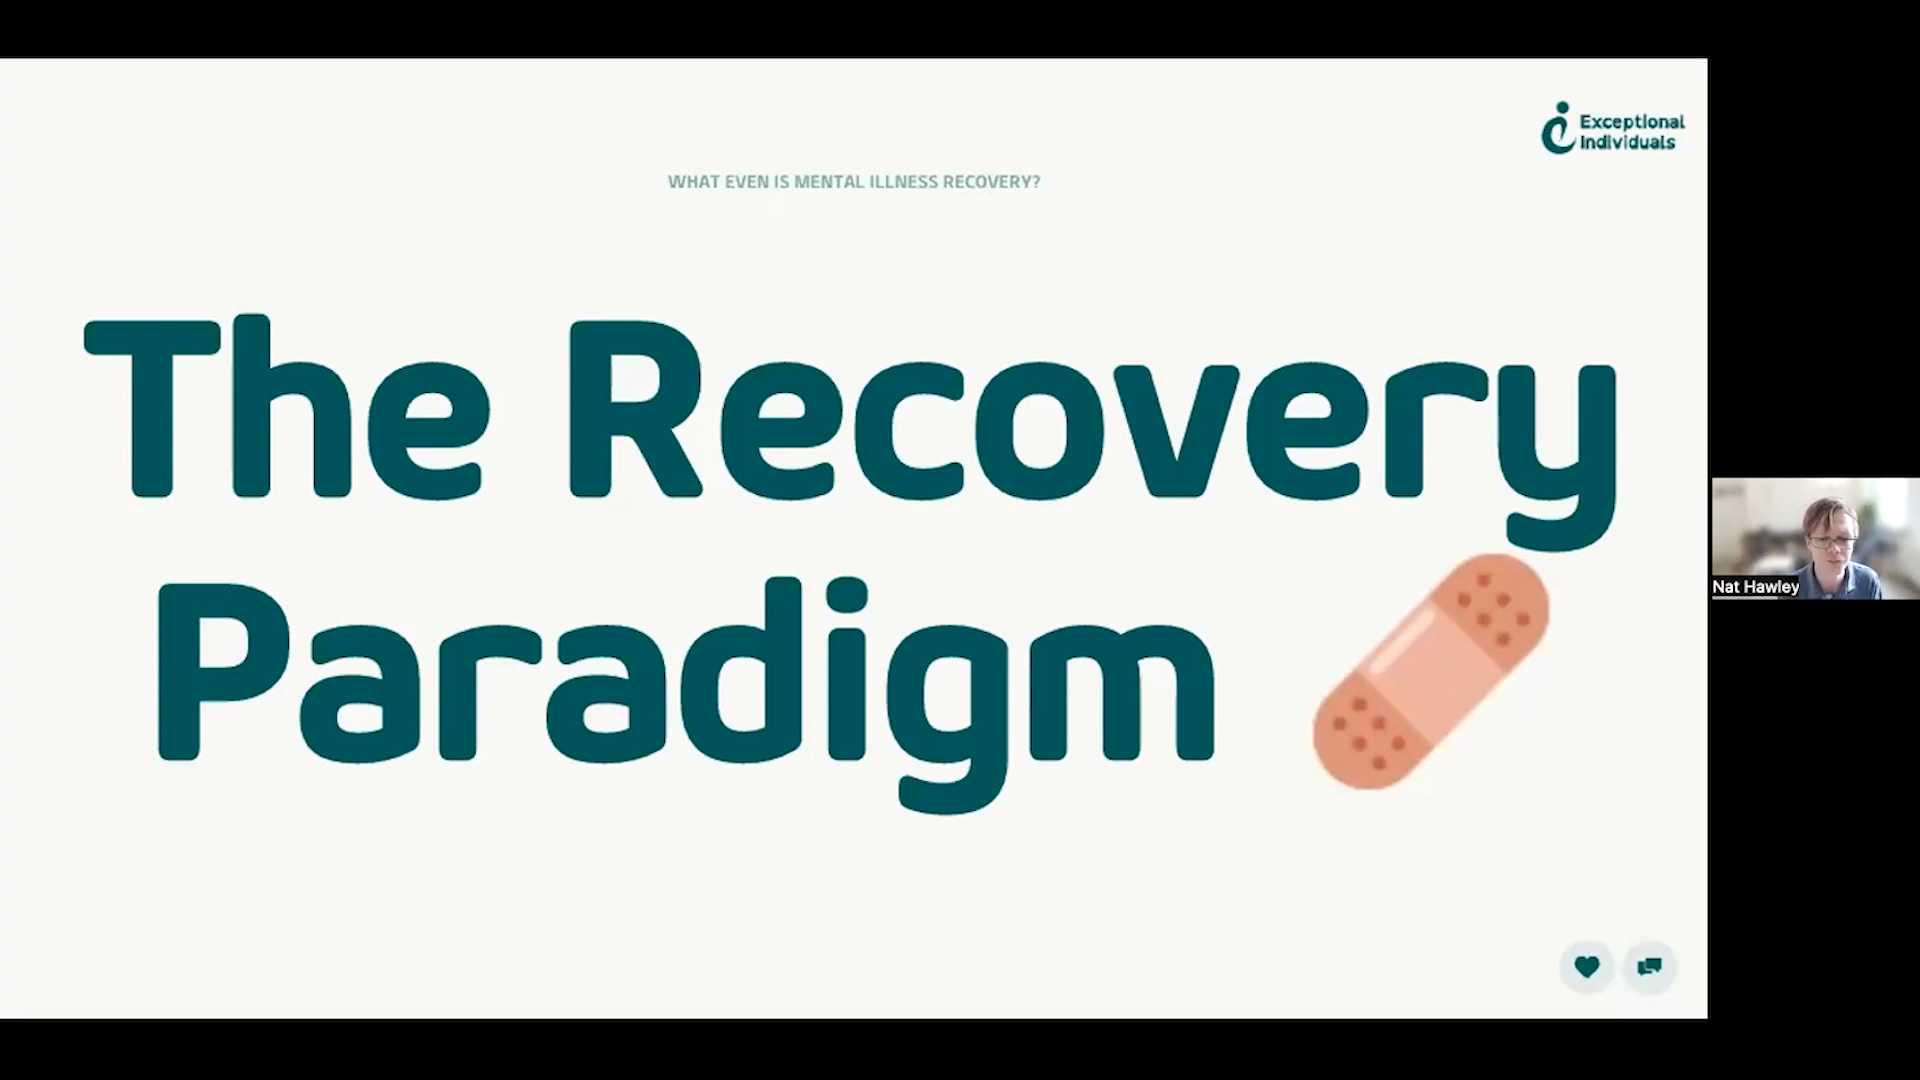 Exceptional
Individuals
WHAT EVEN IS MENTAL ILLNESS RECOVERY?
The Recovery
Paradigm
Nat Hawley